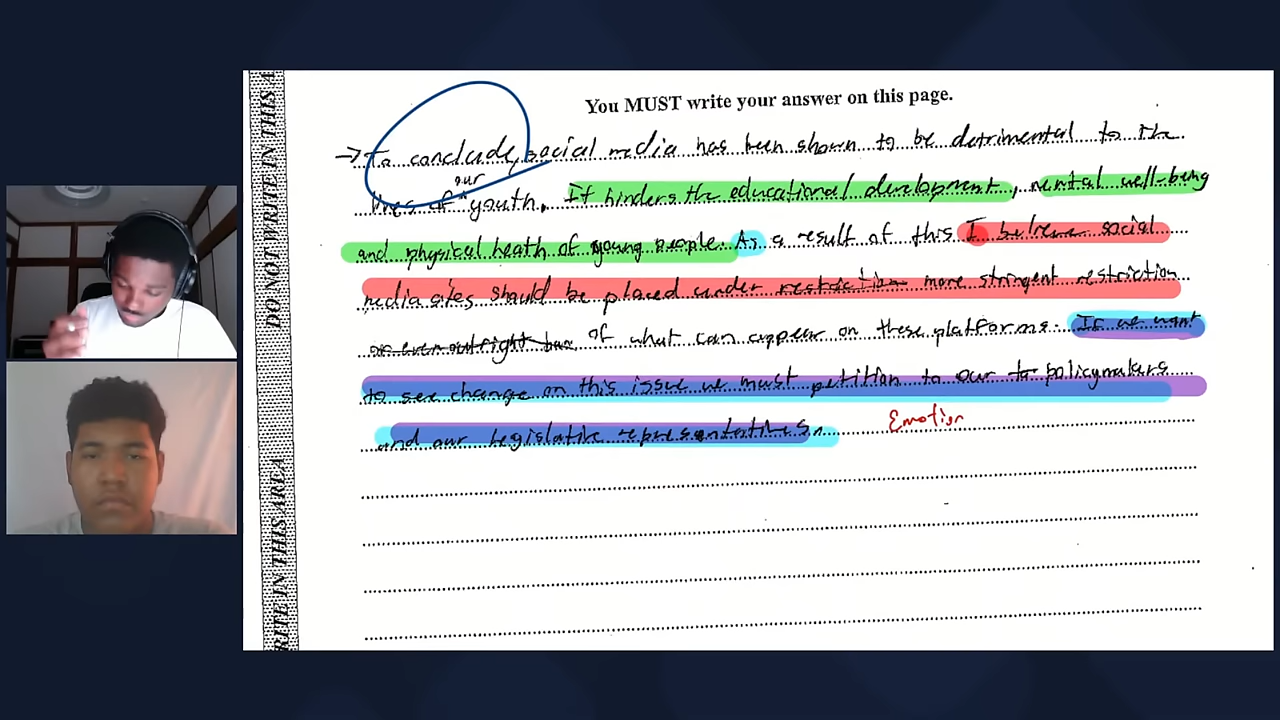 You MUST write your answer on this page.
→ To conclude, social media has been shown to be detrimental to the
our
lives of ^ youth. It hinders the educational development, mental well-being
and physical heath of young people. As a result of this I believe social
media sites should be placed under restriction more stringent restriction
or even outright ban of what can appear on these platforms. If we want
to see change on this issue we must petition to our to policymakers
and our legislative representatives.
Emotion
DO NOT WRITE IN THIS A
RITE IN THIS AREA